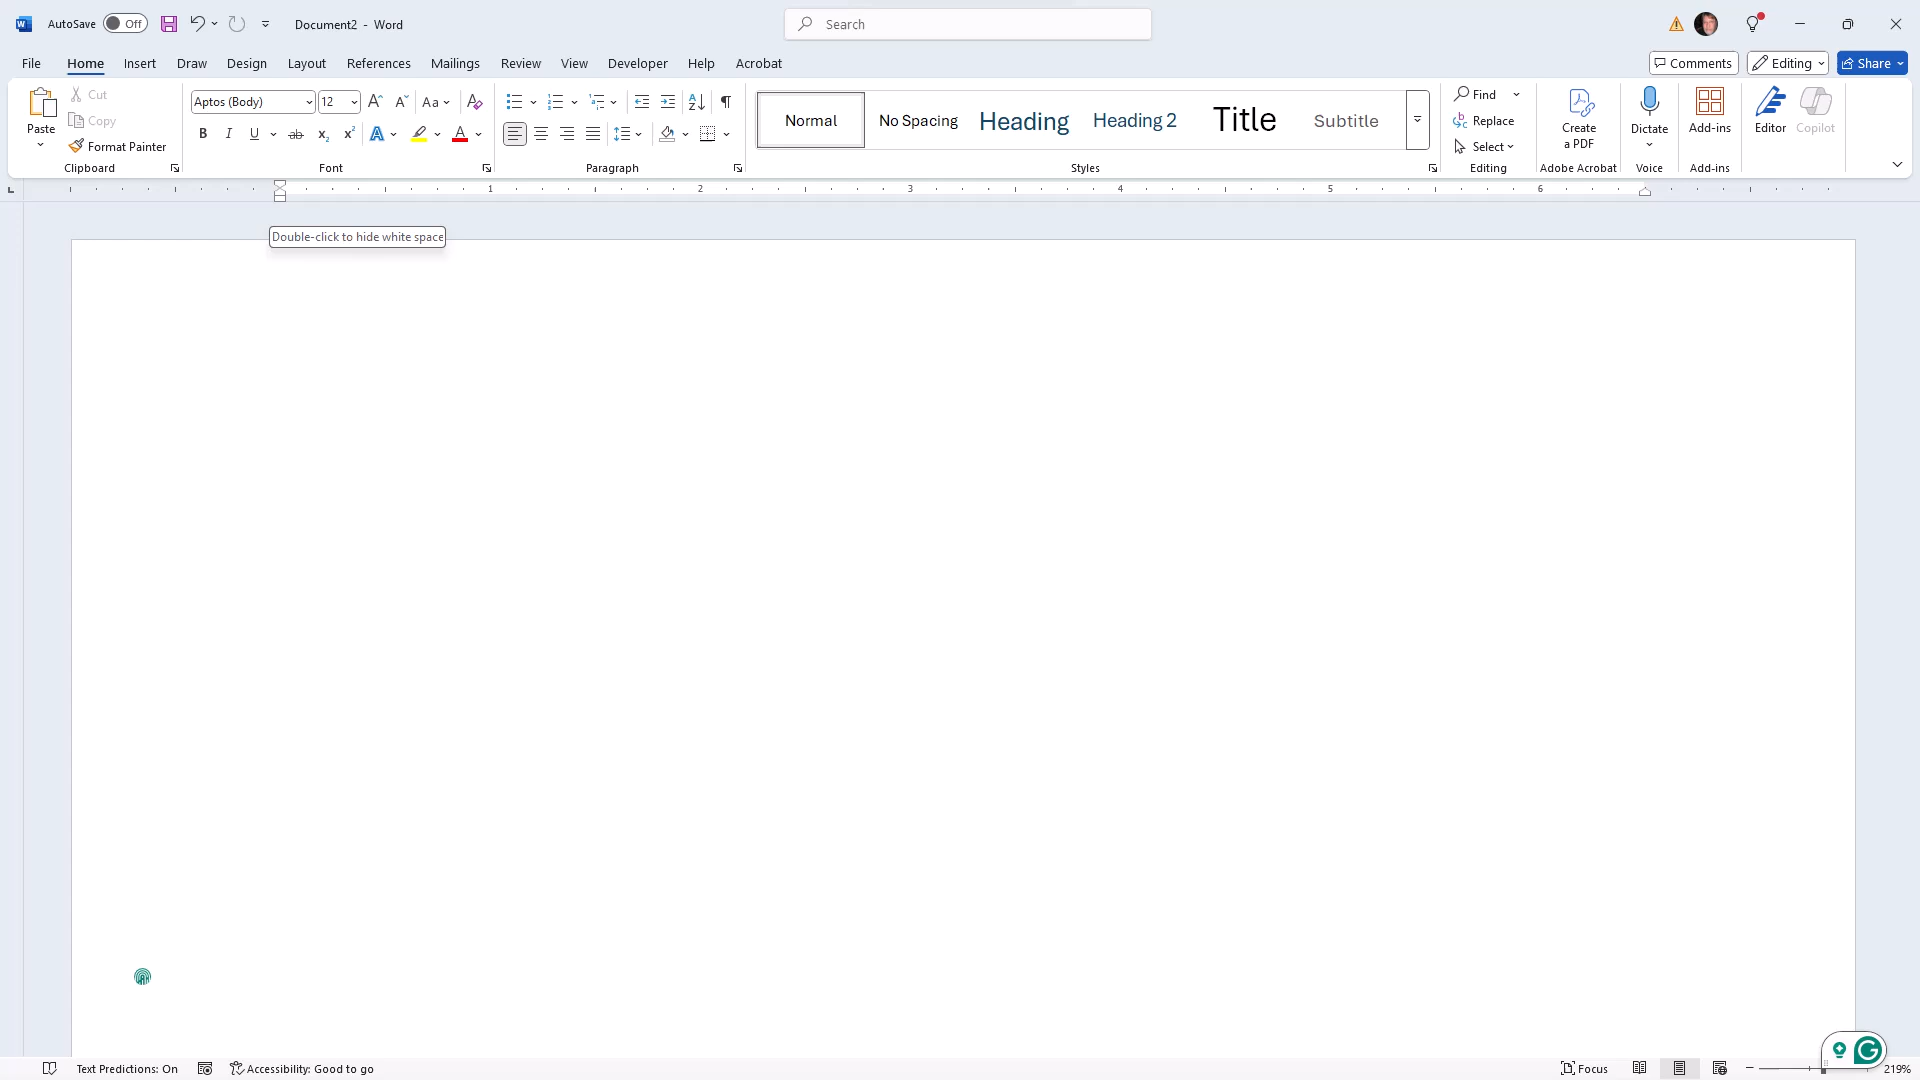 AutoSave Off Document2 - Word Search
File Home Insert Draw Design Layout References Mailings Review View Developer Help Acrobat Comments Editing Share
Paste Cut Copy Format Painter Clipboard
Aptos (Body) 12 Aa
B I U ab x₂ x² A A
Font
Paragraph
Normal No Spacing Heading Heading 2 Title Subtitle
Styles
Find
Replace
Select
Editing
Create
a PDF
Adobe Acrobat
Dictate
Voice
Add-ins
Add-ins
Editor Copilot
1 2 3 4 5 6
Double-click to hide white space
Text Predictions: On Accessibility: Good to go Focus 219%